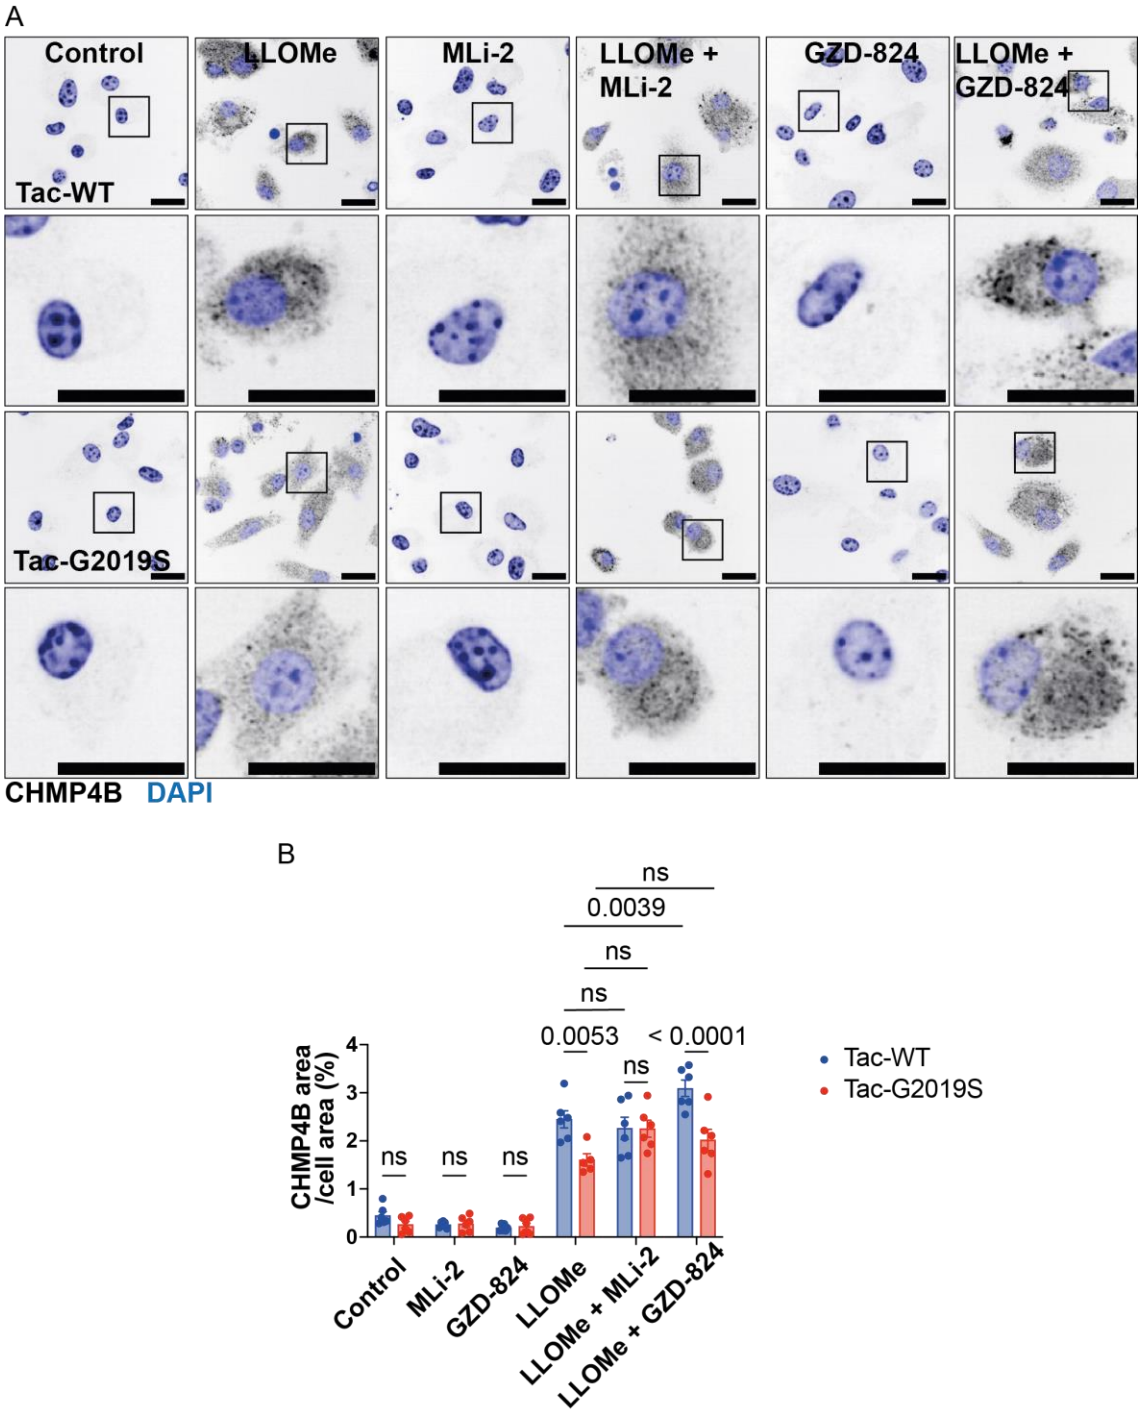 A
Control
LLOMe
MLi-2
LLOMe +
MLi-2
GZD-824
LLOMe +
GZD-824
Tac-WT
Tac-G2019S
CHMP4B DAPI
B
ns
0.0039
ns
ns
0.0053
< 0.0001
ns
ns
ns
ns
CHMP4B area
/cell area (%)
4
3
2
1
0
Control
MLi-2
GZD-824
LLOMe
LLOMe + MLi-2
LLOMe + GZD-824
Tac-WT
Tac-G2019S